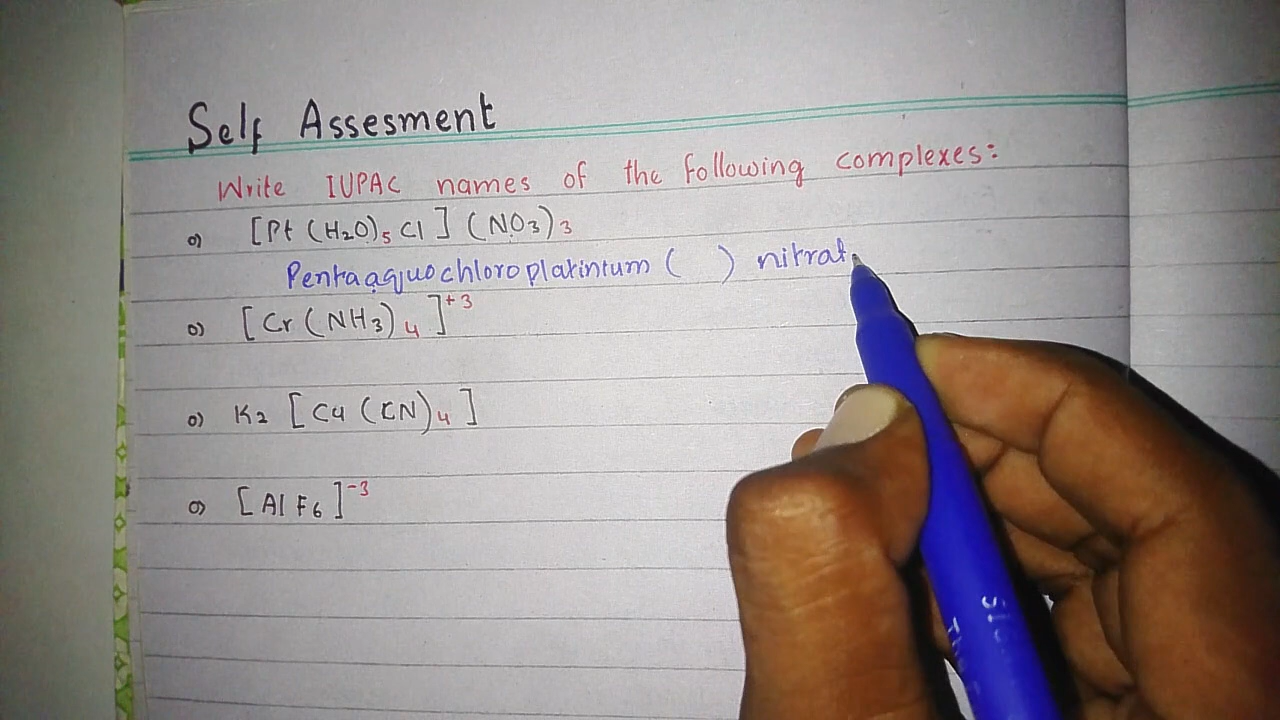 Self Assesment
Write IUPAC names of the following complexes:
o) [Pt (H2O)5 Cl] (NO3)3
Pentaaquochloroplatintum ( ) nitrat
o) [Cr (NH3)4]+3
o) K2 [Cu (CN)4]
o) [Al F6]-3